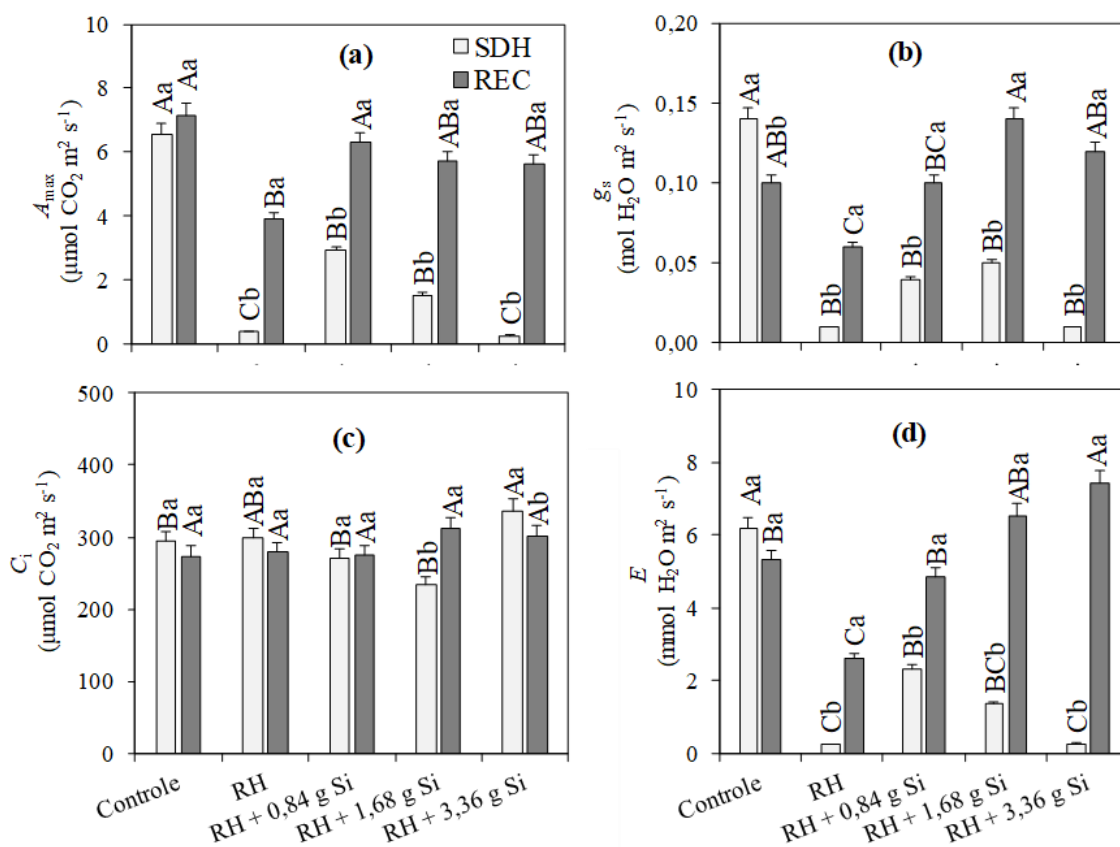 (a)
SDH
REC
10
8
6
4
2
0
Amax
(µmol CO2 m² s-1)
Aa
Aa
Cb
Ba
Bb
Aa
Bb
ABa
Cb
ABa
(b)
0,20
0,15
0,10
0,05
0,00
gs
(mol H2O m² s-1)
Aa
ABb
Bb
Ca
Bb
BCa
Bb
Aa
Bb
ABa
(c)
500
400
300
200
100
0
Ci
(µmol CO2 m² s-1)
Ba
Aa
ABa
Aa
Ba
Aa
Bb
Aa
Aa
Ab
Controle
RH
RH + 0,84 g Si
RH + 1,68 g Si
RH + 3,36 g Si
(d)
10
8
6
4
2
0
E
(mmol H2O m² s-1)
Aa
Ba
Cb
Ca
Bb
Ba
BCb
ABa
Cb
Aa
Controle
RH
RH + 0,84 g Si
RH + 1,68 g Si
RH + 3,36 g Si